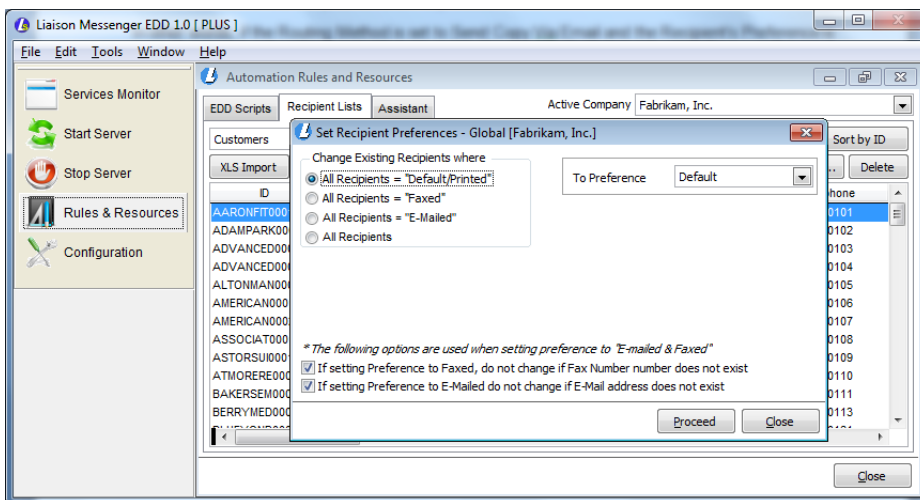 Liaison Messenger EDD 1.0 [ PLUS ]
File Edit Tools Window Help
Services Monitor
Start Server
Stop Server
Rules & Resources
Configuration
Automation Rules and Resources
EDD Scripts Recipient Lists Assistant Active Company Fabrikam, Inc.
Customers Sort by ID
XLS Import Delete
ID
Set Recipient Preferences - Global [Fabrikam, Inc.]
Change Existing Recipients where
All Recipients = "Default/Printed" To Preference Default
All Recipients = "Faxed"
All Recipients = "E-Mailed"
All Recipients
* The following options are used when setting preference to "E-mailed & Faxed"
If setting Preference to Faxed, do not change if Fax Number number does not exist
If setting Preference to E-Mailed do not change if E-Mail address does not exist
Proceed Close
AARONFIT000 0101
ADAMPARK00 0102
ADVANCED00 0103
ADVANCED00 0104
ALTONMAN00 0105
AMERICAN000 0106
AMERICAN000 0107
ASSOCIAT000 0108
ASTORSUI000 0109
ATMORERE000 0110
BAKERSEM000 0111
BERRYMED000 0113
Close